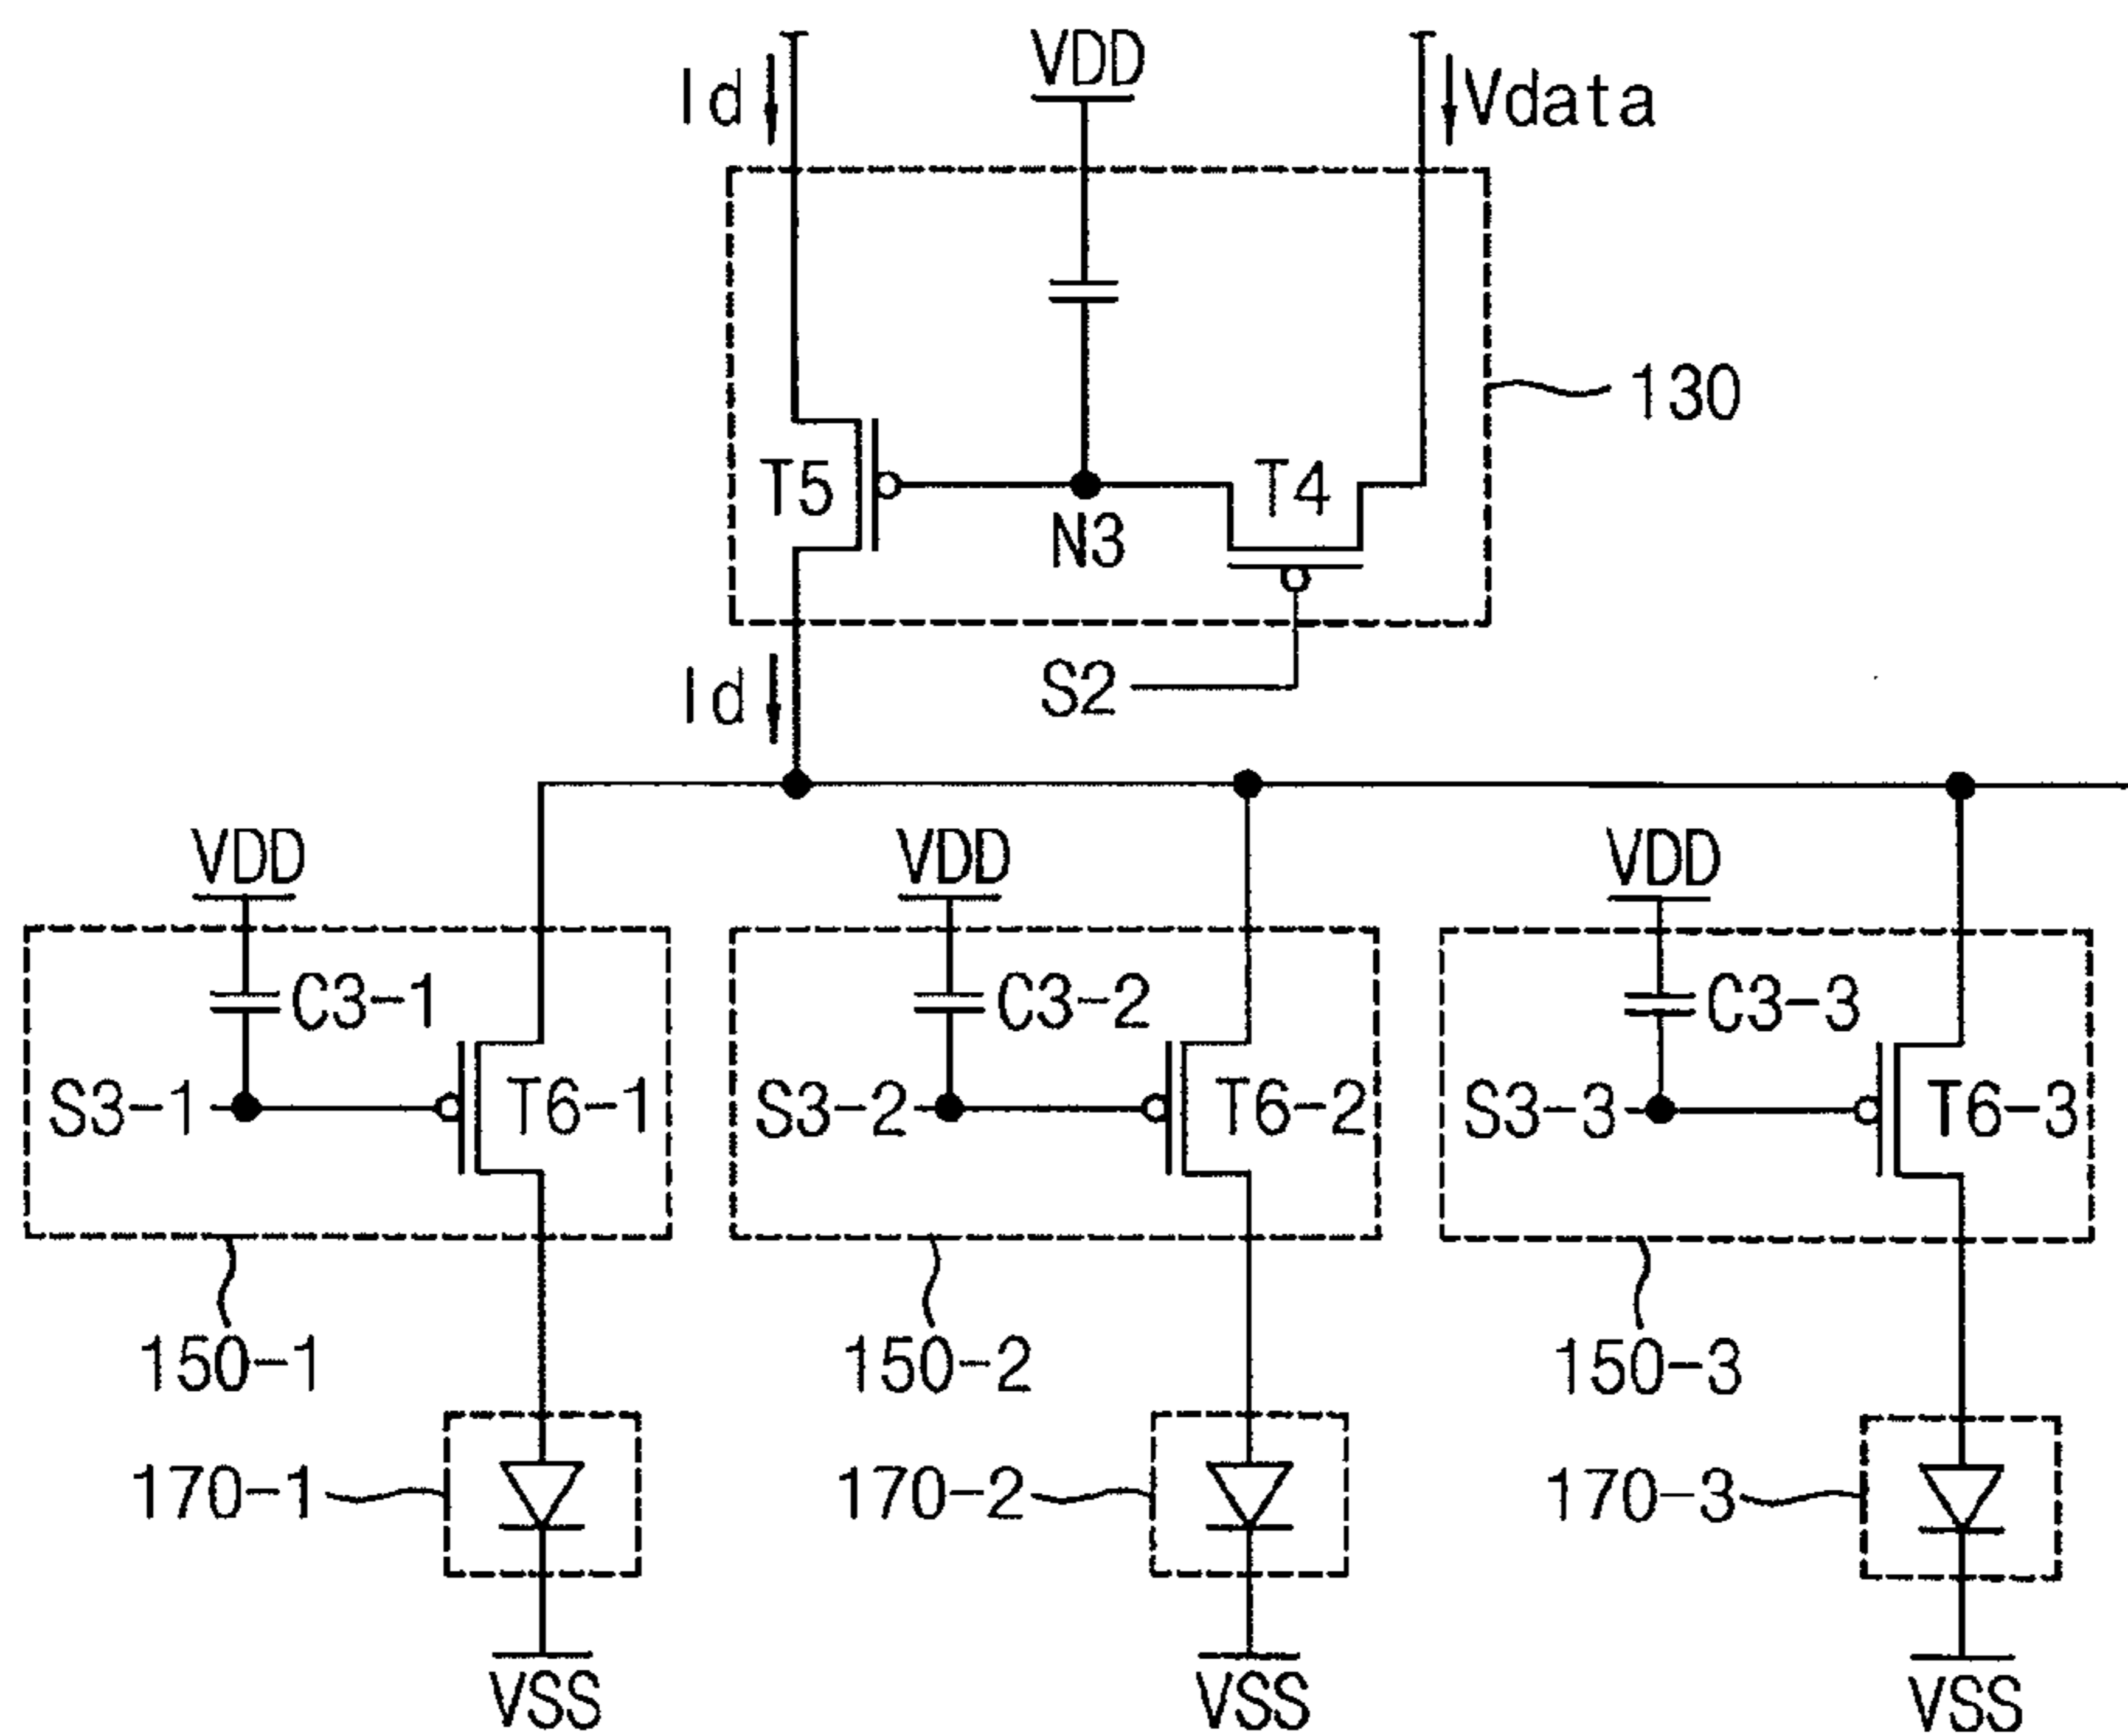 Id
VDD
Vdata
130
T5
T4
N3
S2
Id
VDD
VDD
VDD
C3-1
C3-2
C3-3
S3-1
T6-1
S3-2
T6-2
S3-3
T6-3
150-1
150-2
150-3
170-1
170-2
170-3
VSS
VSS
VSS